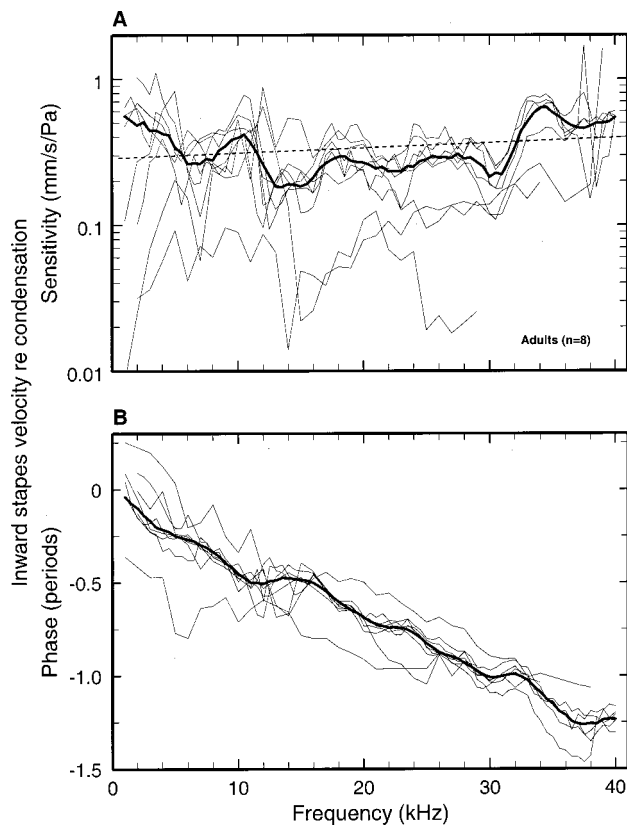 A
Inward stapes velocity re condensation
Sensitivity (mm/s/Pa)
1
0.1
0.01
Adults (n=8)
B
Phase (periods)
0
-0.5
-1.0
-1.5
0 10 20 30 40
Frequency (kHz)